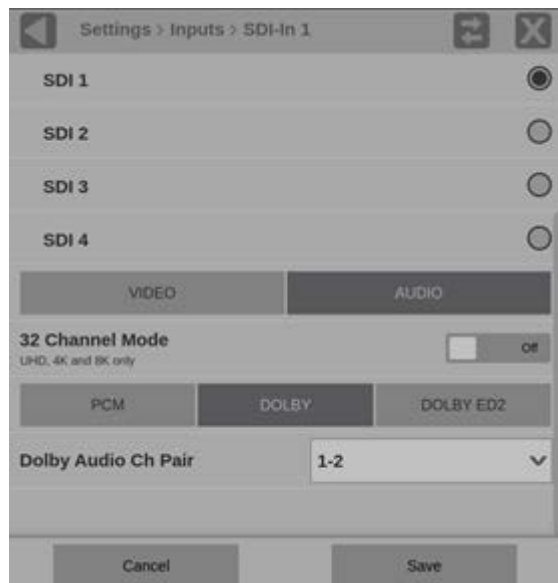 Settings > Inputs > SDI-In 1
SDI 1
SDI 2
SDI 3
SDI 4
VIDEO AUDIO
32 Channel Mode Off
UHD, 4K and 8K only
PCM DOLBY DOLBY ED2
Dolby Audio Ch Pair 1-2
Cancel Save